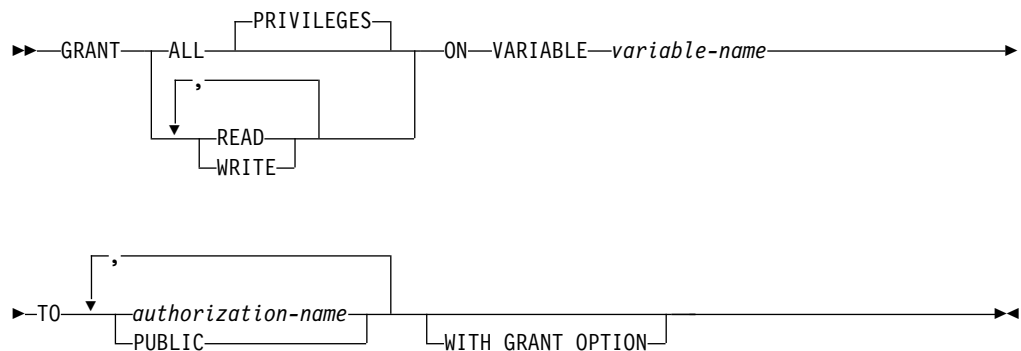 PRIVILEGES
GRANT ALL ON VARIABLE variable-name
,
READ
WRITE
,
TO authorization-name
PUBLIC WITH GRANT OPTION